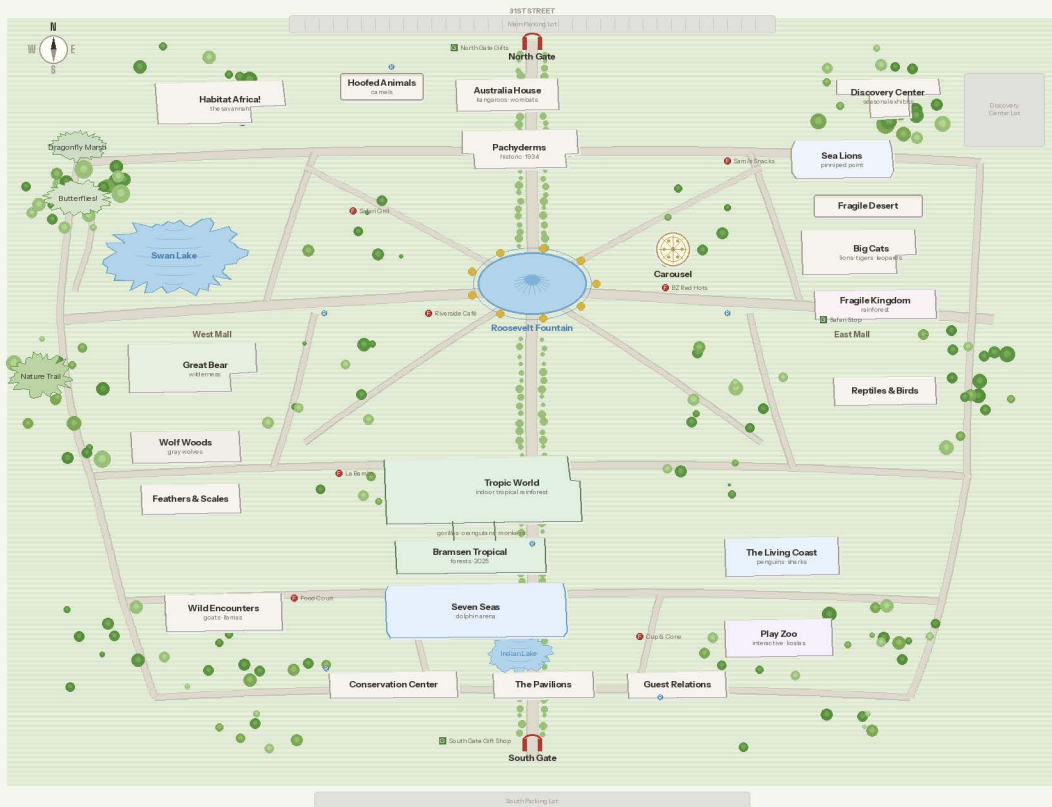 31ST STREET
Main Parking Lot
N
W E
S
North Gate Gifts
North Gate
Hoofed Animals
camels
Australia House
kangaroos · wombats
Habitat Africa!
the savannah
Discovery Center
seasonal exhibits
Discovery
Center Lot
Dragonfly Marsh
Pachyderms
historic · 1934
Sam's Snacks
Sea Lions
pinniped point
Butterflies!
Safari Grill
Fragile Desert
Swan Lake
Big Cats
lions · tigers · leopards
Carousel
BZ Red Hots
Fragile Kingdom
rainforest
Riverside Café
Safari Stop
Roosevelt Fountain
West Mall
East Mall
Great Bear
wilderness
Nature Trail
Reptiles & Birds
Wolf Woods
gray wolves
La Bamba
Tropic World
indoor tropical rainforest
Feathers & Scales
gorillas · orangutans · monkeys
Bramsen Tropical
forests · 2025
The Living Coast
penguins · sharks
Wild Encounters
goats · llamas
Food Court
Seven Seas
dolphin arena
Cup & Cone
Play Zoo
interactive · koalas
Indian Lake
Conservation Center
The Pavilions
Guest Relations
South Gate Gift Shop
South Gate
South Parking Lot